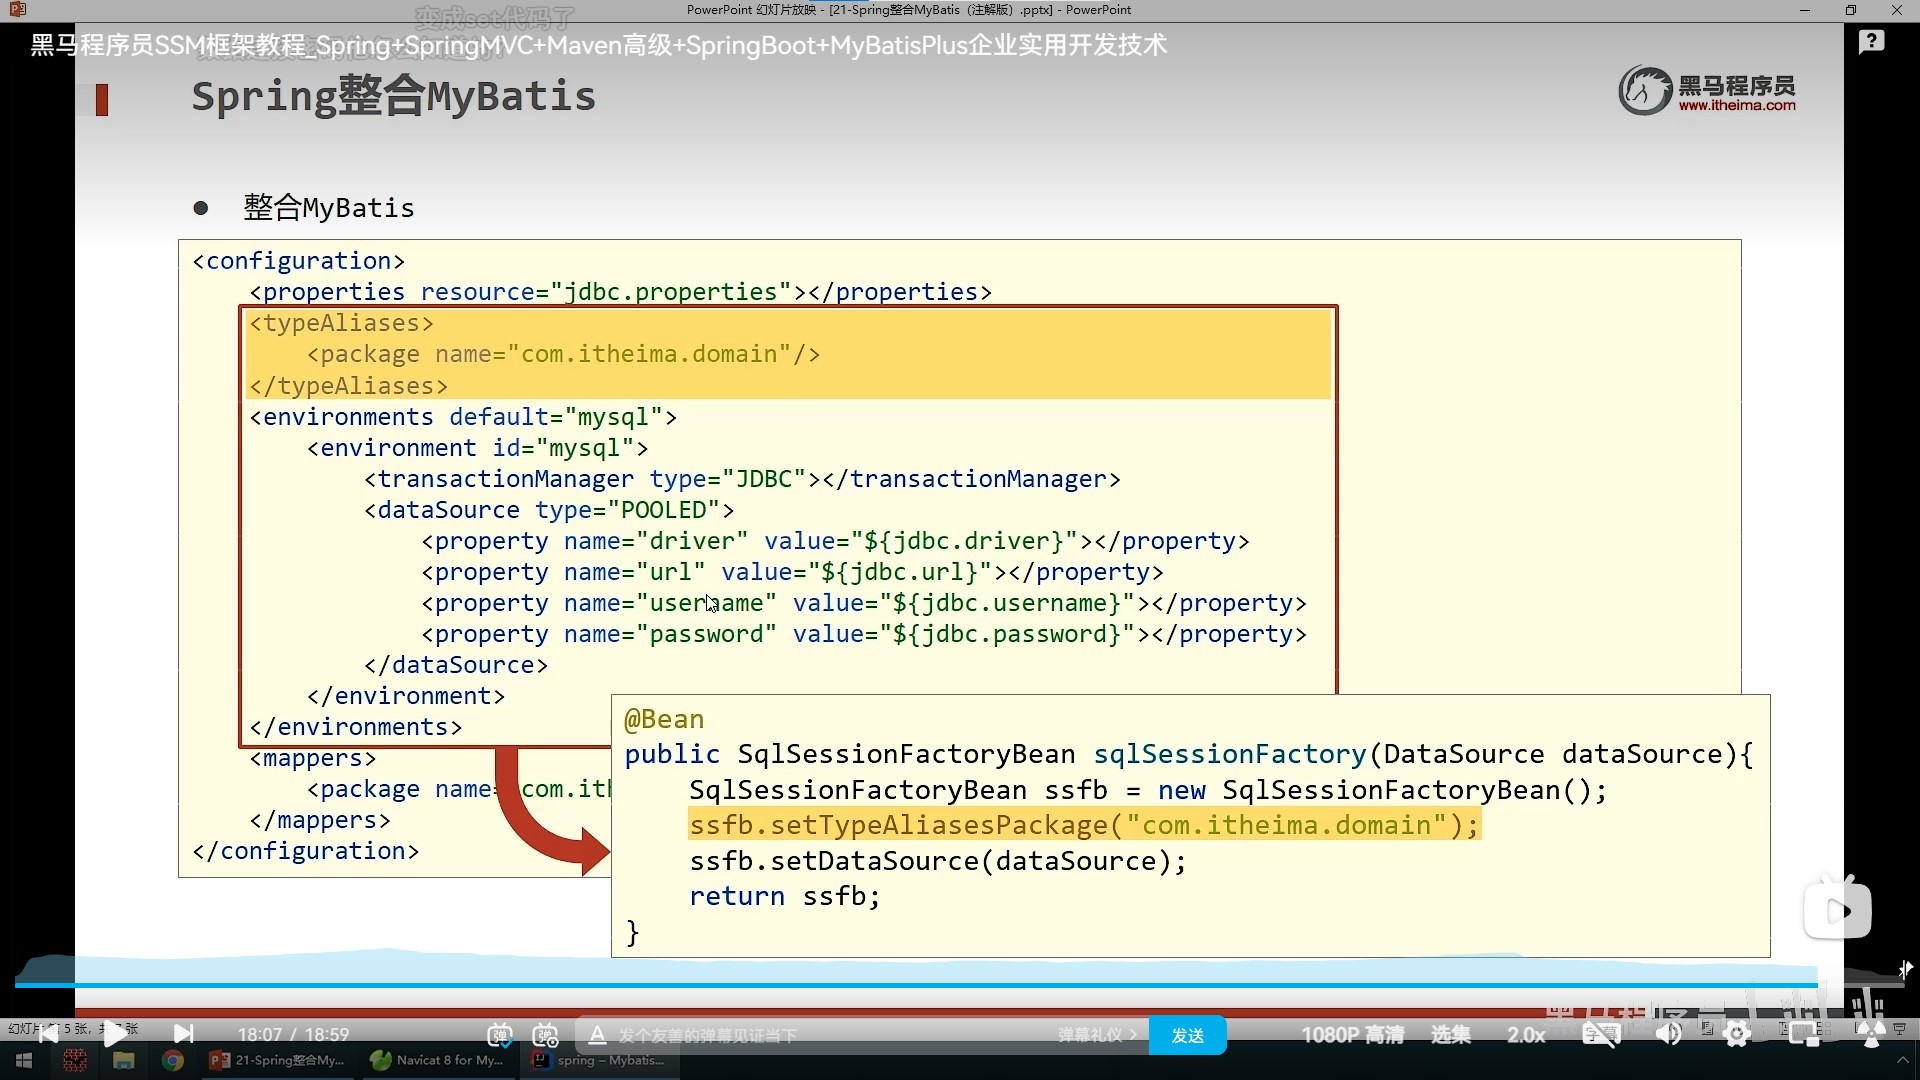 PowerPoint 幻灯片放映 - [21-Spring整合MyBatis（注解版）.pptx] - PowerPoint
变成set代码了
黑马程序员SSM框架教程_Spring+SpringMVC+Maven高级+SpringBoot+MyBatisPlus企业实用开发技术
Spring整合MyBatis
黑马程序员
www.itheima.com
整合MyBatis
<configuration>
<properties resource="jdbc.properties"></properties>
<typeAliases>
<package name="com.itheima.domain"/>
</typeAliases>
<environments default="mysql">
<environment id="mysql">
<transactionManager type="JDBC"></transactionManager>
<dataSource type="POOLED">
<property name="driver" value="${jdbc.driver}"></property>
<property name="url" value="${jdbc.url}"></property>
<property name="username" value="${jdbc.username}"></property>
<property name="password" value="${jdbc.password}"></property>
</dataSource>
</environment>
</environments>
<mappers>
<package name= com.it
</mappers>
</configuration>
@Bean
public SqlSessionFactoryBean sqlSessionFactory(DataSource dataSource){
SqlSessionFactoryBean ssfb = new SqlSessionFactoryBean();
ssfb.setTypeAliasesPackage("com.itheima.domain");
ssfb.setDataSource(dataSource);
return ssfb;
}
18:07 / 18:59
发个友善的弹幕见证当下
弹幕礼仪
发送
1080P 高清
选集
2.0x
21-Spring整合My...
Navicat 8 for My...
spring – Mybatis...